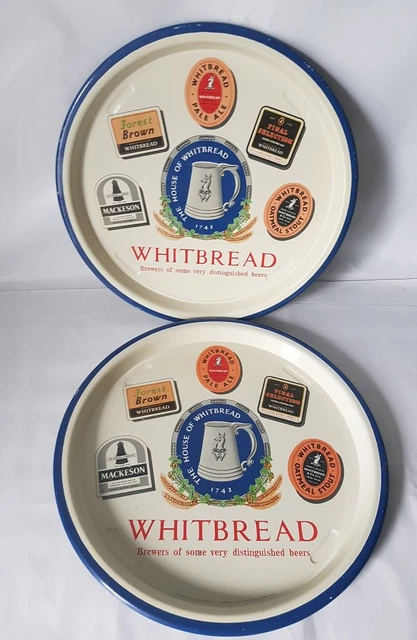 WHITBREAD
PALE ALE
WHITBREAD
Forest
Brown
WHITBREAD
FINAL
SELECTION
WHITBREAD
MACKESON
THE HOUSE OF WHITBREAD
W
1742
WHITBREAD
OATMEAL STOUT
WHITBREAD
Brewers of some very distinguished beers
WHITBREAD
PALE ALE
Forest
Brown
WHITBREAD
FINAL
SELECTION
WHITBREAD
MACKESON
THE HOUSE OF WHITBREAD
W
1742
WHITBREAD
OATMEAL STOUT
WHITBREAD
Brewers of some very distinguished beers